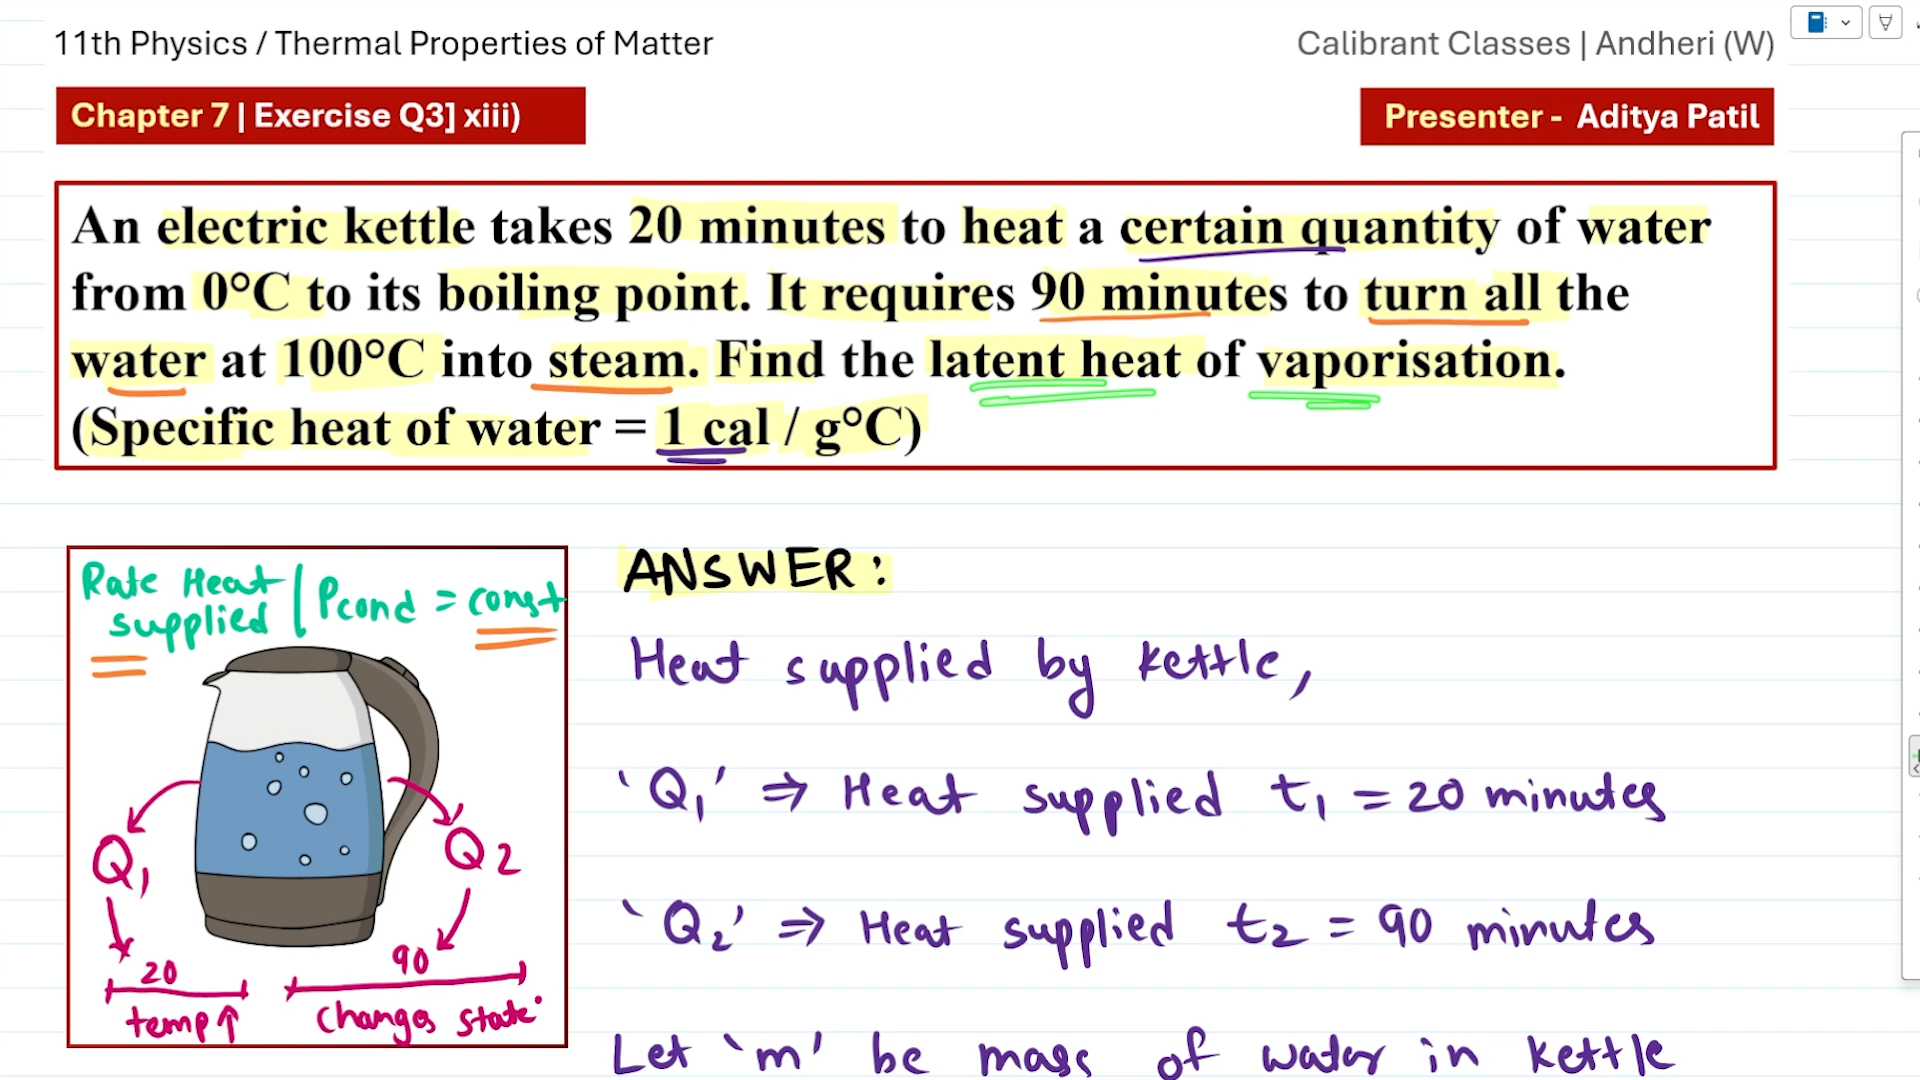 11th Physics / Thermal Properties of Matter
Calibrant Classes | Andheri (W)
Chapter 7 | Exercise Q3] xiii)
Presenter - Aditya Patil
An electric kettle takes 20 minutes to heat a certain quantity of water
from 0°C to its boiling point. It requires 90 minutes to turn all the
water at 100°C into steam. Find the latent heat of vaporisation.
(Specific heat of water = 1 cal / g°C)
Rate Heat supplied | Pcond = const
Q₁
Q2
20
90
temp↑
changes state
ANSWER:
Heat supplied by kettle,
'Q₁' ⇒ Heat supplied t₁ = 20 minutes
'Q₂' ⇒ Heat supplied t₂ = 90 minutes
Let 'm' be mass of water in kettle